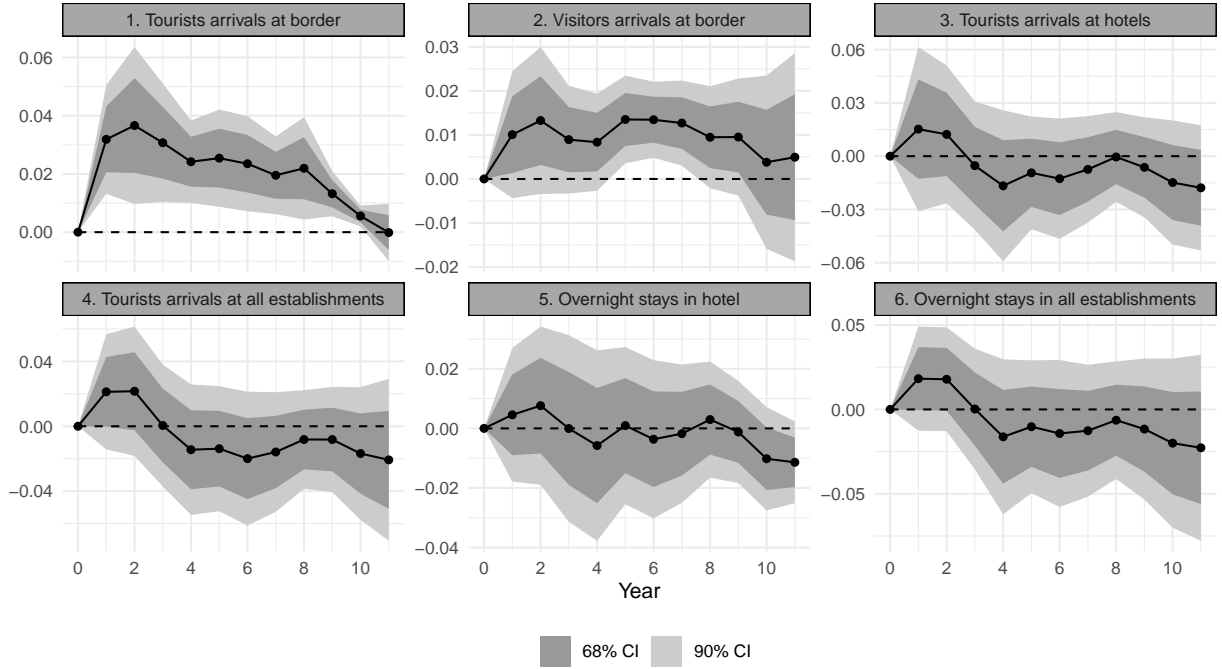 1. Tourists arrivals at border
2. Visitors arrivals at border
3. Tourists arrivals at hotels
0.06
0.04
0.02
0.00
0.03
0.02
0.01
0.00
−0.01
−0.02
0.06
0.03
0.00
−0.03
−0.06
4. Tourists arrivals at all establishments
5. Overnight stays in hotel
6. Overnight stays in all establishments
0.04
0.00
−0.04
0.02
0.00
−0.02
−0.04
0.05
0.00
−0.05
0 2 4 6 8 10
0 2 4 6 8 10
0 2 4 6 8 10
Year
68% CI 90% CI